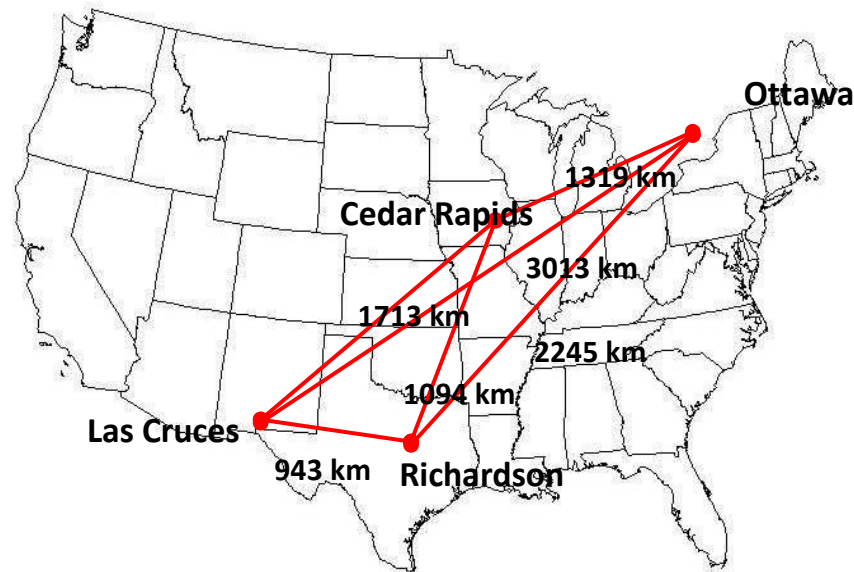 Ottawa
1319 km
Cedar Rapids
3013 km
1713 km
2245 km
1094 km
Las Cruces
943 km
Richardson